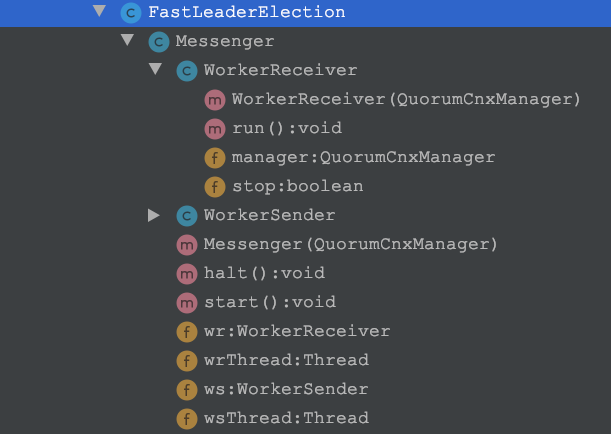 C FastLeaderElection
C Messenger
C WorkerReceiver
m WorkerReceiver(QuorumCnxManager)
m run():void
f manager:QuorumCnxManager
f stop:boolean
C WorkerSender
m Messenger(QuorumCnxManager)
m halt():void
m start():void
f wr:WorkerReceiver
f wrThread:Thread
f ws:WorkerSender
f wsThread:Thread